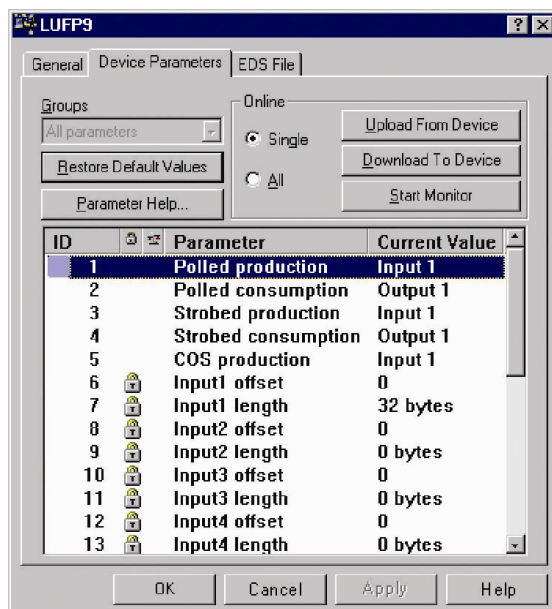 LUFP9
General Device Parameters EDS File
Groups
All parameters
Restore Default Values
Parameter Help...
Online
Single
All
Upload From Device
Download To Device
Start Monitor
ID Parameter Current Value
1 Polled production Input 1
2 Polled consumption Output 1
3 Strobed production Input 1
4 Strobed consumption Output 1
5 COS production Input 1
6 Input1 offset 0
7 Input1 length 32 bytes
8 Input2 offset 0
9 Input2 length 0 bytes
10 Input3 offset 0
11 Input3 length 0 bytes
12 Input4 offset 0
13 Input4 length 0 bytes
OK Cancel Apply Help